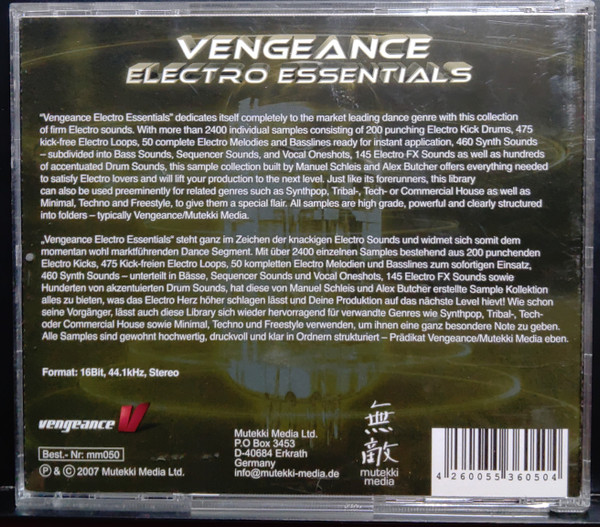 VENGEANCE
ELECTRO ESSENTIALS
"Vengeance Electro Essentials" dedicates itself completely to the market leading dance genre with this collection
of firm Electro sounds. With more than 2400 individual samples consisting of 200 punching Electro Kick Drums, 475
kick-free Electro Loops, 50 complete Electro Melodies and Basslines ready for instant application, 460 Synth Sounds
– subdivided into Bass Sounds, Sequencer Sounds, and Vocal Oneshots, 145 Electro FX Sounds as well as hundreds
of accentuated Drum Sounds, this sample collection built by Manuel Schleis and Alex Butcher offers everything needed
to satisfy Electro lovers and will lift your production to the next level. Just like its forerunners, this library
can also be used preeminently for related genres such as Synthpop, Tribal-, Tech- or Commercial House as well as
Minimal, Techno and Freestyle, to give them a special flair. All samples are high grade, powerful and clearly structured
into folders – typically Vengeance/Mutekki Media.
„Vengeance Electro Essentials“ steht ganz im Zeichen der knackigen Electro Sounds und widmet sich somit dem
momentan wohl marktführenden Dance Segment. Mit über 2400 einzelnen Samples bestehend aus 200 punchenden
Electro Kicks, 475 Kick-freien Electro Loops, 50 kompletten Electro Melodien und Basslines zum sofortigen Einsatz,
460 Synth Sounds – unterteilt in Bässe, Sequencer Sounds und Vocal Oneshots, 145 Electro FX Sounds sowie
Hunderten von akzentuierten Drum Sounds, hat diese von Manuel Schleis und Alex Butcher erstellte Sample Kollektion
alles zu bieten, was das Electro Herz höher schlagen lässt und Deine Produktion auf das nächste Level hievt! Wie schon
seine Vorgänger, lässt auch diese Library sich wieder hervorragend für verwandte Genres wie Synthpop, Tribal-, Tech-
oder Commercial House sowie Minimal, Techno und Freestyle verwenden, um ihnen eine ganz besondere Note zu geben.
Alle Samples sind gewohnt hochwertig, druckvoll und klar in Ordnern strukturiert – Prädikat Vengeance/Mutekki Media eben.
Format: 16Bit, 44.1kHz, Stereo
vengeance V
Best.- Nr: mm050
℗ & © 2007 Mutekki Media Ltd.
Mutekki Media Ltd.
P.O Box 3453
D-40684 Erkrath
Germany
info@mutekki-media.de
無敵
mutekki
media
4 260055 360504